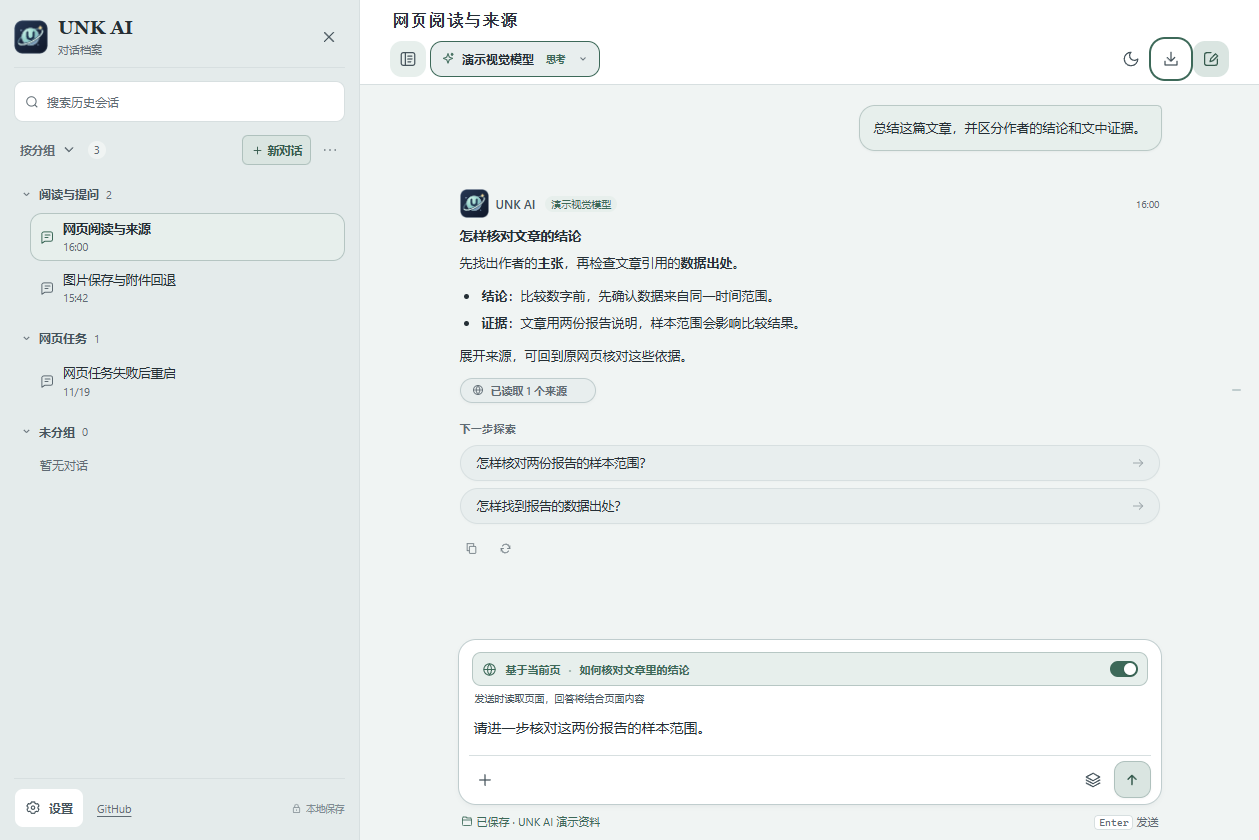 UNK AI
对话档案
搜索历史会话
按分组 3
+ 新对话 ···
阅读与提问 2
网页阅读与来源
16:00
图片保存与附件回退
15:42
网页任务 1
网页任务失败后重启
11/19
未分组 0
暂无对话
设置
GitHub
本地保存
网页阅读与来源
演示视觉模型 思考
总结这篇文章，并区分作者的结论和文中证据。
UNK AI 演示视觉模型 16:00
怎样核对文章的结论
先找出作者的主张，再检查文章引用的数据出处。
• 结论：比较数字前，先确认数据来自同一时间范围。
• 证据：文章用两份报告说明，样本范围会影响比较结果。
展开来源，可回到原网页核对这些依据。
已读取 1 个来源
下一步探索
怎样核对两份报告的样本范围？
怎样找到报告的数据出处？
基于当前页 · 如何核对文章里的结论
发送时读取页面，回答将结合页面内容
请进一步核对这两份报告的样本范围。
已保存 · UNK AI 演示资料
Enter 发送